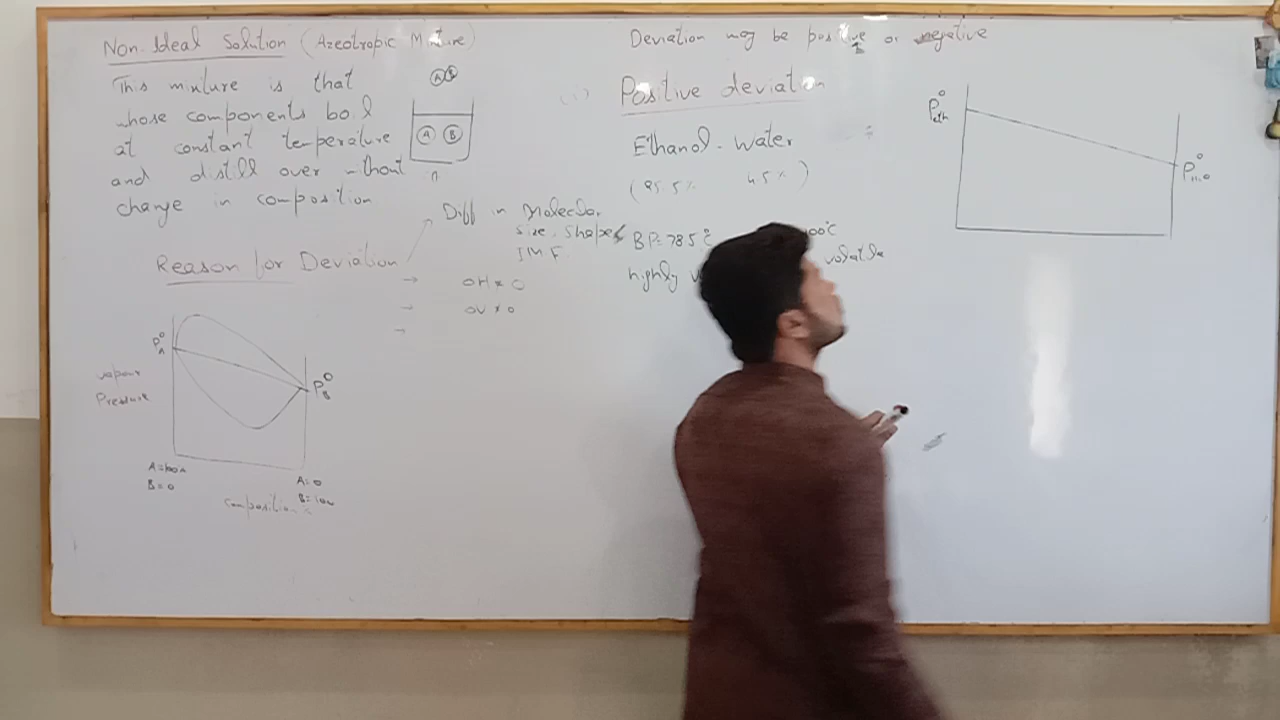 Non-Ideal Solution (Azeotropic Mixture)
This mixture is that
whose components boil
at constant temperature
and distill over without
change in composition
A B
A B
Reason for Deviation
Diff in Molecular
size, shape
IMF
→ ΔH ≠ 0
→ ΔV ≠ 0
→
P°A
vapour
Pressure
P°B
A=100
B=0
A=0
B=100
composition
Deviation may be positive or negative
(i) Positive deviation
Ethanol - Water
(95.5% 4.5%)
BP=78.5°C 100°C
highly volatile
P°eth
P°H2O